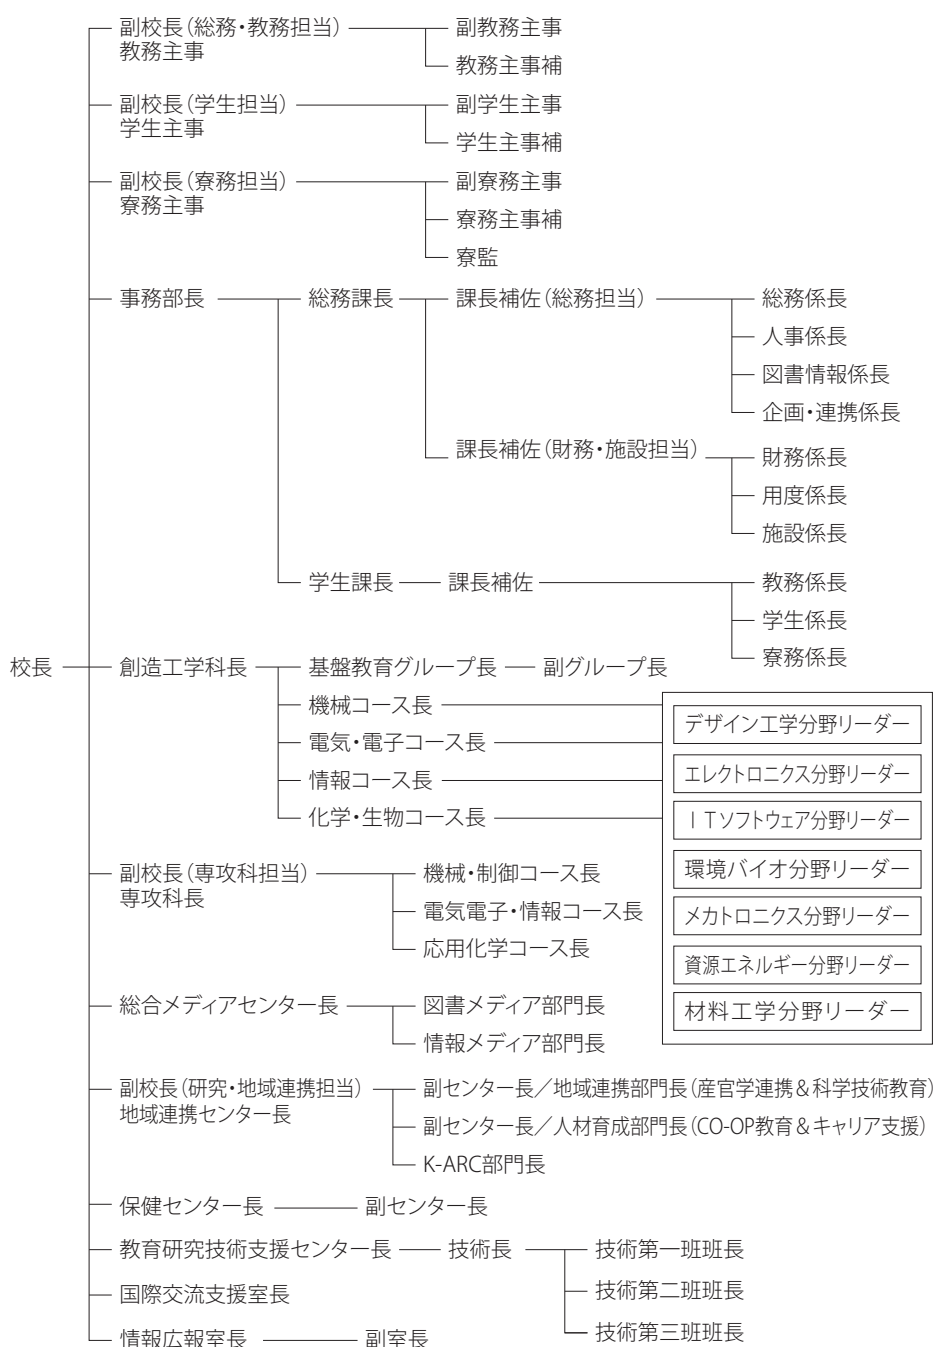 副校長（総務・教務担当）
教務主事
副教務主事
教務主事補
副校長（学生担当）
学生主事
副学生主事
学生主事補
副校長（寮務担当）
寮務主事
副寮務主事
寮務主事補
寮監
事務部長
総務課長
課長補佐（総務担当）
総務係長
人事係長
図書情報係長
企画・連携係長
課長補佐（財務・施設担当）
財務係長
用度係長
施設係長
学生課長
課長補佐
教務係長
学生係長
寮務係長
校長
創造工学科長
基盤教育グループ長
副グループ長
機械コース長
電気・電子コース長
情報コース長
化学・生物コース長
デザイン工学分野リーダー
エレクトロニクス分野リーダー
ＩＴソフトウェア分野リーダー
環境バイオ分野リーダー
メカトロニクス分野リーダー
資源エネルギー分野リーダー
材料工学分野リーダー
副校長（専攻科担当）
専攻科長
機械・制御コース長
電気電子・情報コース長
応用化学コース長
総合メディアセンター長
図書メディア部門長
情報メディア部門長
副校長（研究・地域連携担当）
地域連携センター長
副センター長／地域連携部門長（産官学連携＆科学技術教育）
副センター長／人材育成部門長（CO-OP教育＆キャリア支援）
K-ARC部門長
保健センター長
副センター長
教育研究技術支援センター長
技術長
技術第一班班長
技術第二班班長
技術第三班班長
国際交流支援室長
情報広報室長
副室長